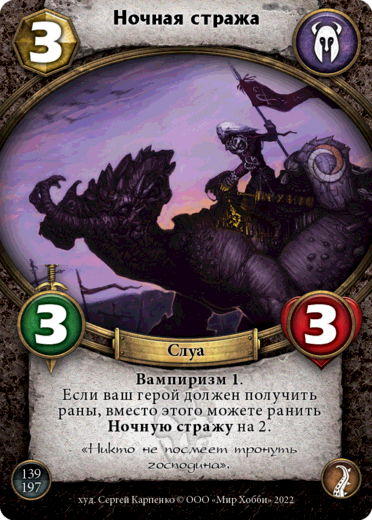 Ночная стража
3
3
3
Слуа
Вампиризм 1.
Если ваш герой должен получить
раны, вместо этого можете ранить
Ночную стражу на 2.
«Никто не посмеет тронуть
господина».
139
197
худ. Сергей Карпенко © ООО «Мир Хобби» 2022